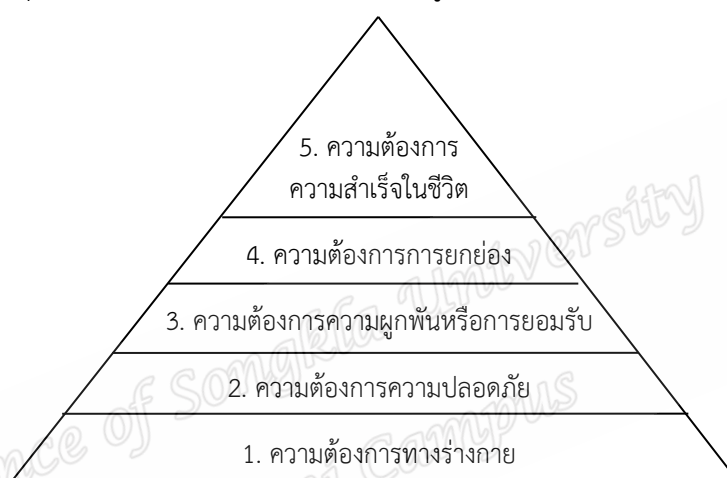 5. ความต้องการ
ความสำเร็จในชีวิต
4. ความต้องการการยกย่อง
3. ความต้องการความผูกพันหรือการยอมรับ
2. ความต้องการความปลอดภัย
1. ความต้องการทางร่างกาย
nce of Songkla University
Campus